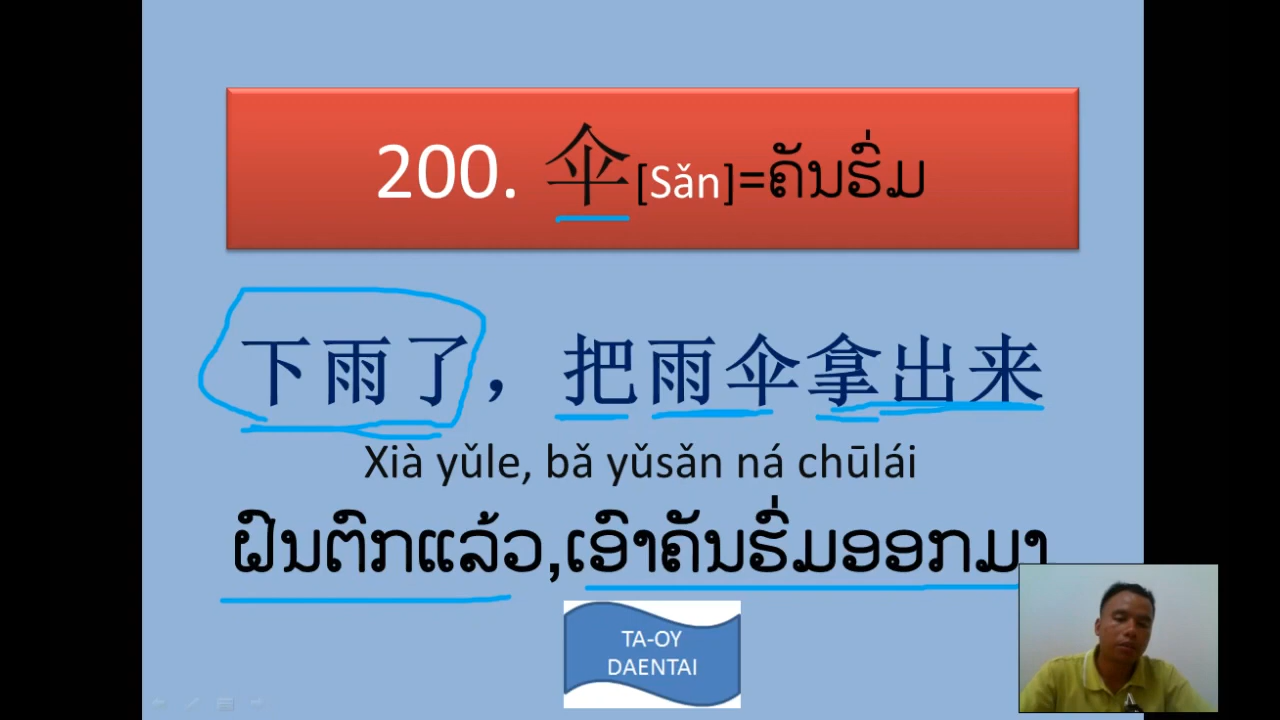 200. 伞[Sǎn]=ຄັນຮົ່ມ
下雨了，把雨伞拿出来
Xià yǔle, bǎ yǔsǎn ná chūlái
ຝົນຕົກແລ້ວ,ເອົາຄັນຮົ່ມອອກມາ
TA-OY
DAENTAI